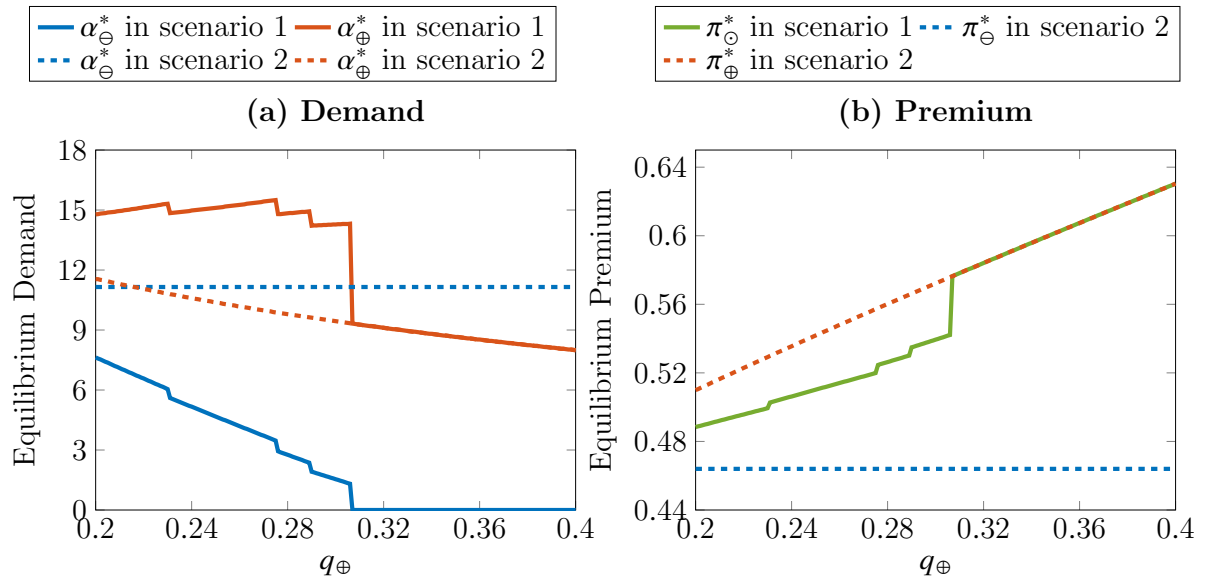 α*⊖ in scenario 1 α*⊕ in scenario 1
α*⊖ in scenario 2 α*⊕ in scenario 2
π*⊙ in scenario 1 π*⊖ in scenario 2
π*⊕ in scenario 2
(a) Demand
18
15
12
9
6
3
0
0.2 0.24 0.28 0.32 0.36 0.4
q⊕
Equilibrium Demand
(b) Premium
0.64
0.6
0.56
0.52
0.48
0.44
0.2 0.24 0.28 0.32 0.36 0.4
q⊕
Equilibrium Premium